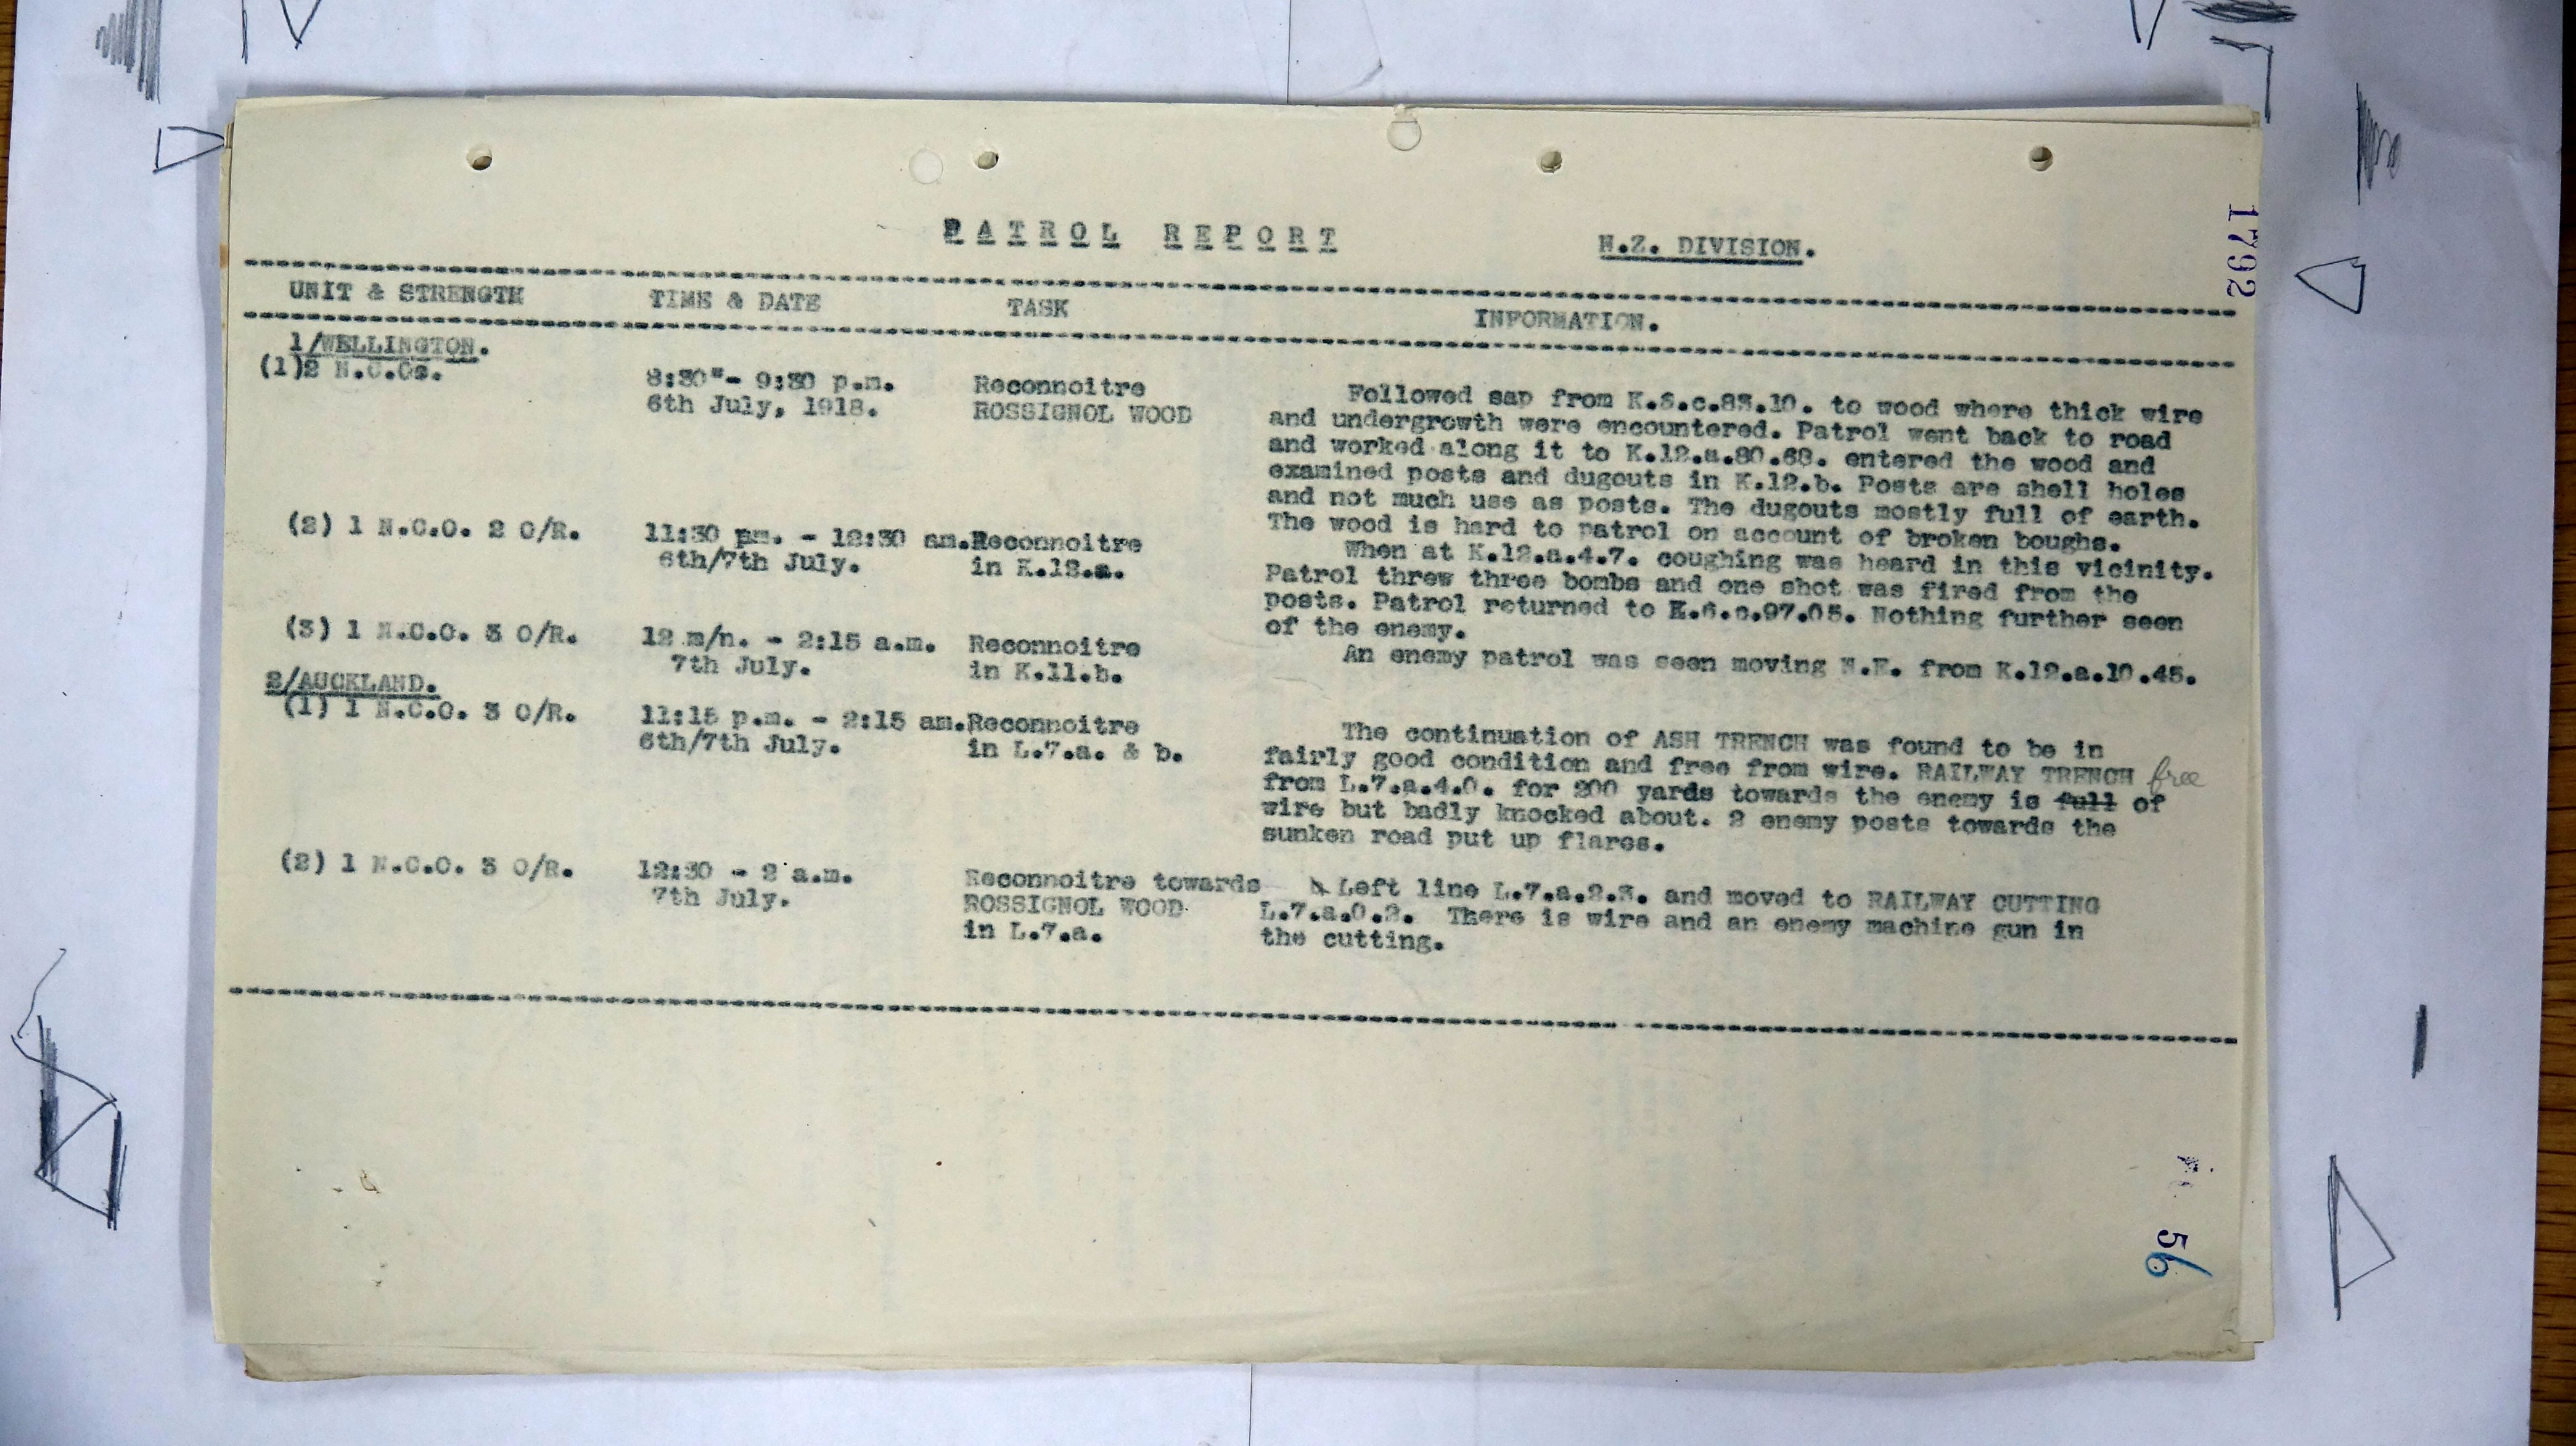 PATROL REPORT
N.Z. DIVISION.
1792
UNIT & STRENGTH TIME & DATE TASK INFORMATION.
1/WELLINGTON.
(1)2 N.C.Os. 8:30"- 9:30 p.m. Reconnoitre
6th July, 1918. ROSSIGNOL WOOD
Followed sap from K.6.c.83.10. to wood where thick wire
and undergrowth were encountered. Patrol went back to road
and worked along it to K.12.a.80.68. entered the wood and
examined posts and dugouts in K.12.b. Posts are shell holes
and not much use as posts. The dugouts mostly full of earth.
The wood is hard to patrol on account of broken boughs.
(2) 1 N.C.O. 2 O/R. 11:30 pm. - 12:30 am.Reconnoitre
6th/7th July. in K.12.a.
When at K.12.a.4.7. coughing was heard in this vicinity.
Patrol threw three bombs and one shot was fired from the
posts. Patrol returned to K.6.c.97.05. Nothing further seen
of the enemy.
(3) 1 N.C.O. 3 O/R. 12 m/n. - 2:15 a.m. Reconnoitre
7th July. in K.11.b.
An enemy patrol was seen moving N.E. from K.12.a.10.45.
2/AUCKLAND.
(1) 1 N.C.O. 3 O/R. 11:15 p.m. - 2:15 am.Reconnoitre
6th/7th July. in L.7.a. & b.
The continuation of ASH TRENCH was found to be in
fairly good condition and free from wire. RAILWAY TRENCH
free
from L.7.a.4.0. for 200 yards towards the enemy is full of
wire but badly knocked about. 2 enemy posts towards the
sunken road put up flares.
(2) 1 N.C.O. 3 O/R. 12:30 - 2 a.m. Reconnoitre towards
7th July. ROSSIGNOL WOOD
in L.7.a.
Left line L.7.a.2.3. and moved to RAILWAY CUTTING
L.7.a.0.2. There is wire and an enemy machine gun in
the cutting.
56